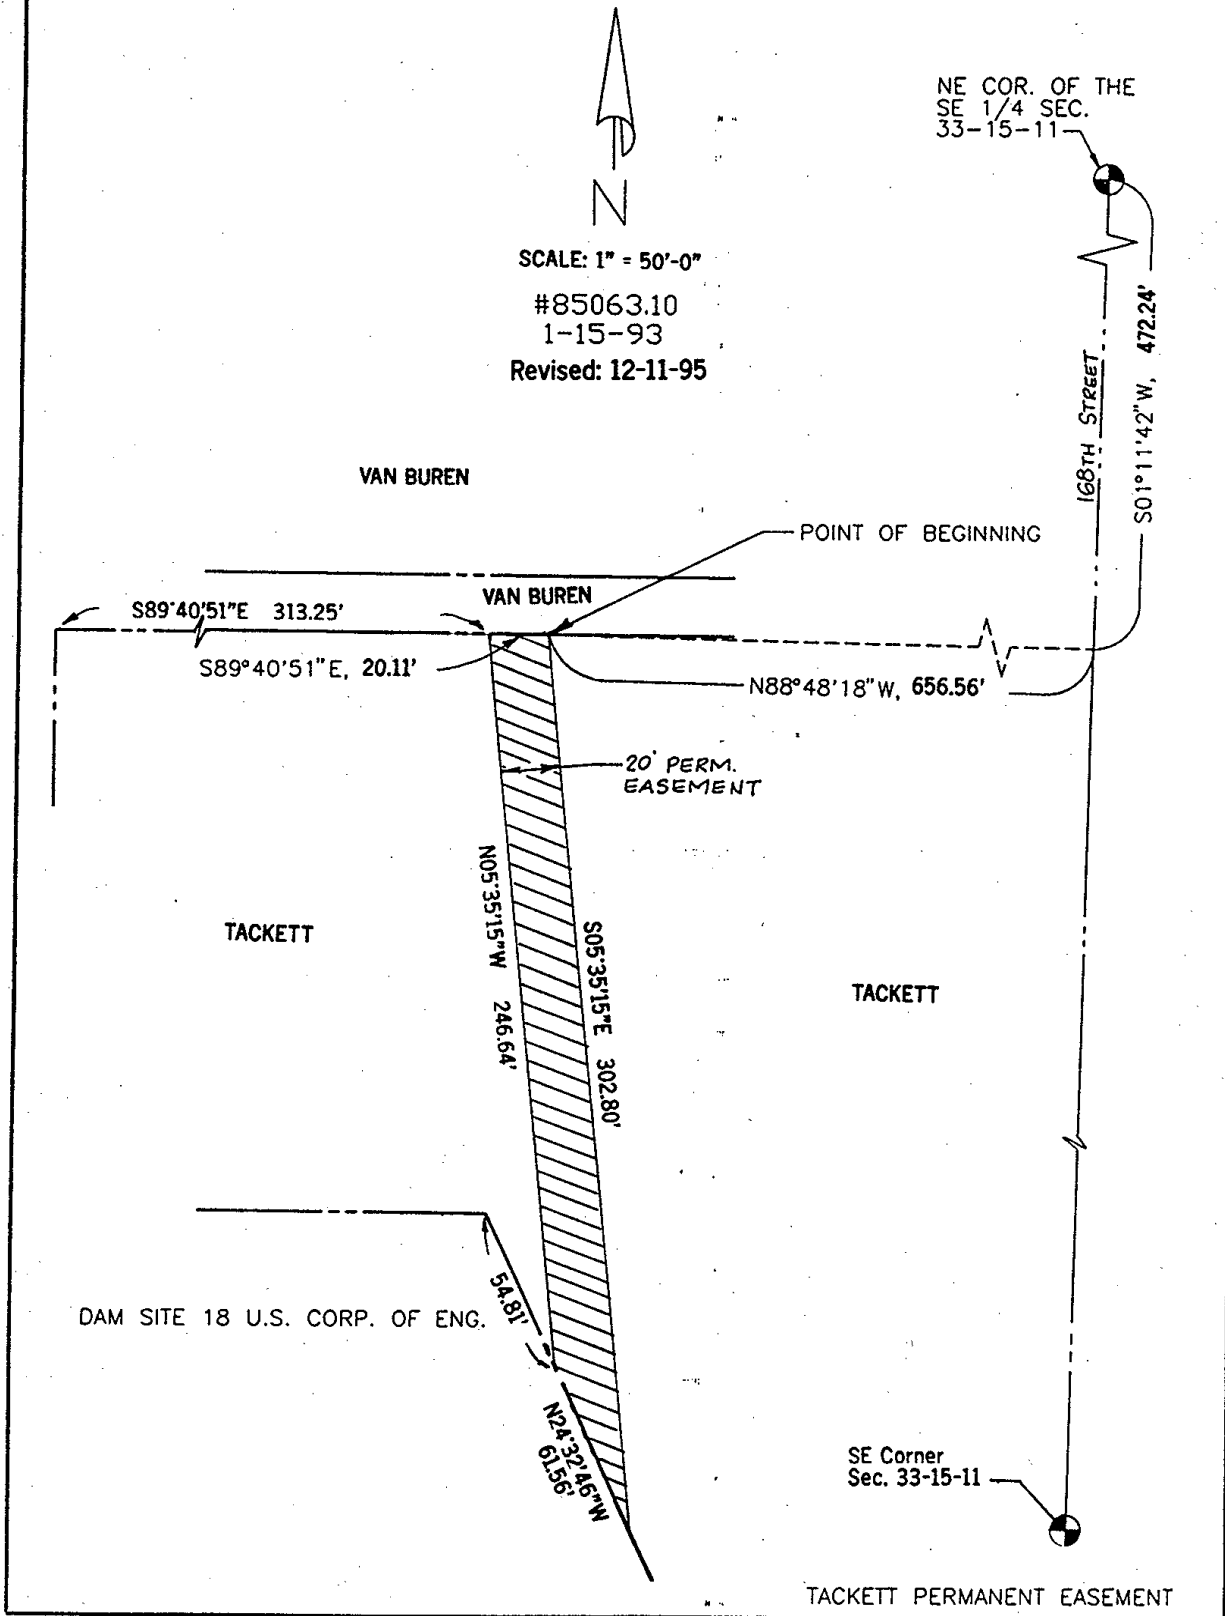 NE COR. OF THE
SE 1/4 SEC.
33-15-11
N
SCALE: 1" = 50'-0"
#85063.10
1-15-93
Revised: 12-11-95
168TH STREET
S01°11'42"W, 472.24'
VAN BUREN
POINT OF BEGINNING
VAN BUREN
S89°40'51"E 313.25'
S89°40'51"E, 20.11'
N88°48'18"W, 656.56'
20' PERM.
EASEMENT
N05°35'15"W 246.64'
S05°35'15"E 302.80'
TACKETT
TACKETT
54.81'
DAM SITE 18 U.S. CORP. OF ENG.
N24°32'46"W
61.56'
SE Corner
Sec. 33-15-11
TACKETT PERMANENT EASEMENT